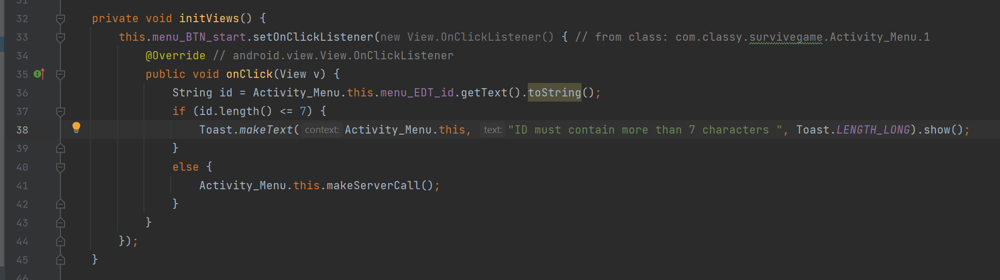 31
32 private void initViews() {
33 this.menu_BTN_start.setOnClickListener(new View.OnClickListener() { // from class: com.classy.survivegame.Activity_Menu.1
34 @Override // android.view.View.OnClickListener
35 public void onClick(View v) {
36 String id = Activity_Menu.this.menu_EDT_id.getText().toString();
37 if (id.length() <= 7) {
38 Toast.makeText( context: Activity_Menu.this, text: "ID must contain more than 7 characters ", Toast.LENGTH_LONG).show();
39 }
40 else {
41 Activity_Menu.this.makeServerCall();
42 }
43 }
44 });
45 }
46